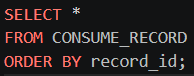 SELECT *
FROM CONSUME_RECORD
ORDER BY record_id;